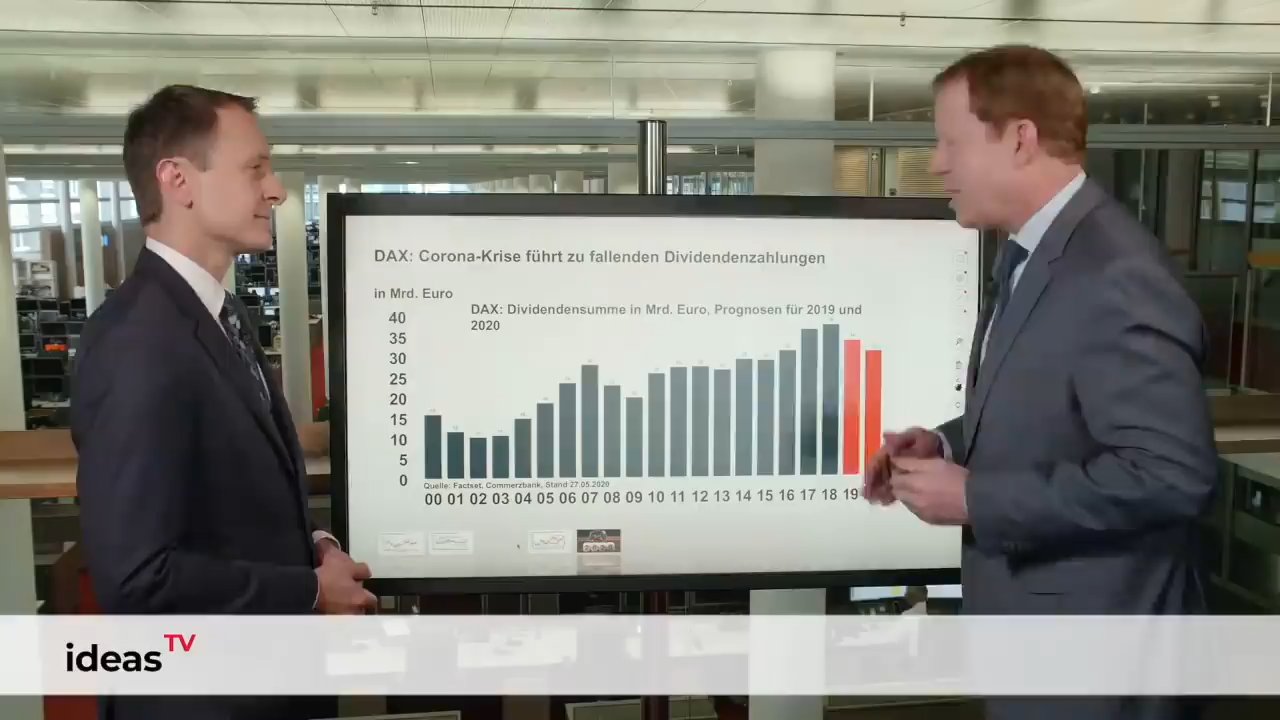 DAX: Corona-Krise führt zu fallenden Dividendenzahlungen
in Mrd. Euro
DAX: Dividendensumme in Mrd. Euro, Prognosen für 2019 und
2020
40
35
30
25
20
15
10
5
0
Quelle: Factset, Commerzbank, Stand 27.05.2020
00 01 02 03 04 05 06 07 08 09 10 11 12 13 14 15 16 17 18 19
ideasTV